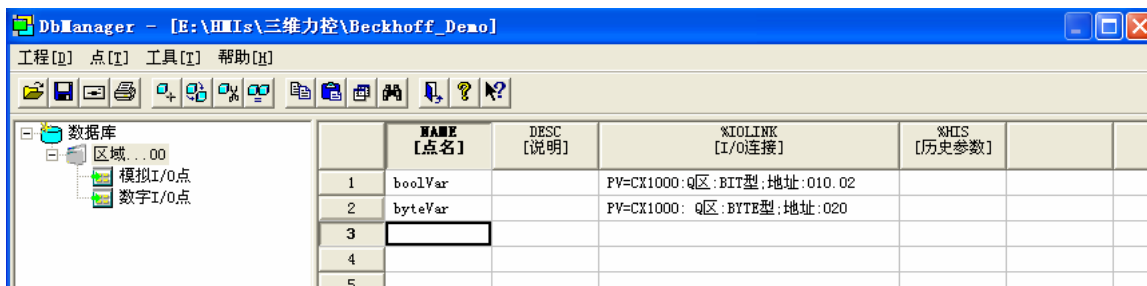 DbManager - [E:\HMIs\三维力控\Beckhoff_Demo]
工程[D] 点[T] 工具[T] 帮助[H]
数据库
区域...00
模拟I/O点
数字I/O点
NAME [点名] DESC [说明] %IOLINK [I/O连接] %HIS [历史参数]
1 boolVar PV=CX1000:Q区:BIT型;地址:010.02
2 byteVar PV=CX1000: Q区:BYTE型;地址:020
3
4
5